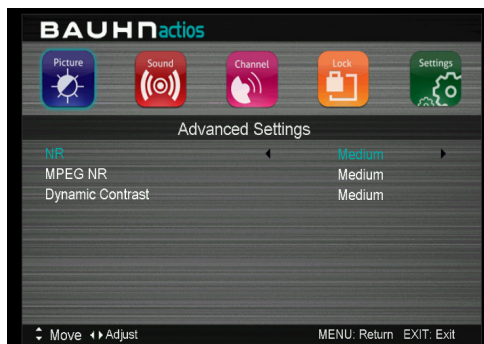 BAUHNactios
Picture Sound Channel Lock Settings
Advanced Settings
NR Medium
MPEG NR Medium
Dynamic Contrast Medium
Move Adjust MENU: Return EXIT: Exit